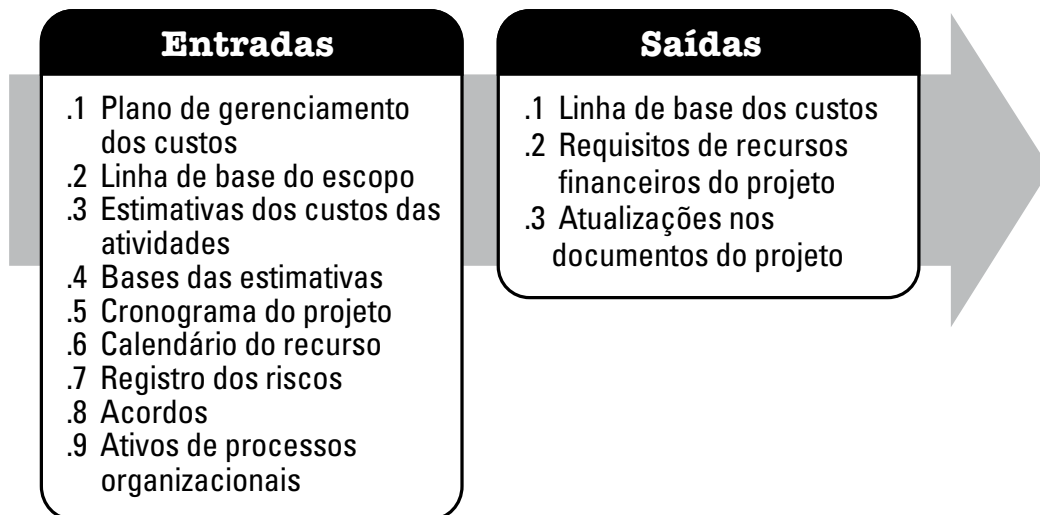 Entradas
.1 Plano de gerenciamento
dos custos
.2 Linha de base do escopo
.3 Estimativas dos custos das
atividades
.4 Bases das estimativas
.5 Cronograma do projeto
.6 Calendário do recurso
.7 Registro dos riscos
.8 Acordos
.9 Ativos de processos
organizacionais
Saídas
.1 Linha de base dos custos
.2 Requisitos de recursos
financeiros do projeto
.3 Atualizações nos
documentos do projeto